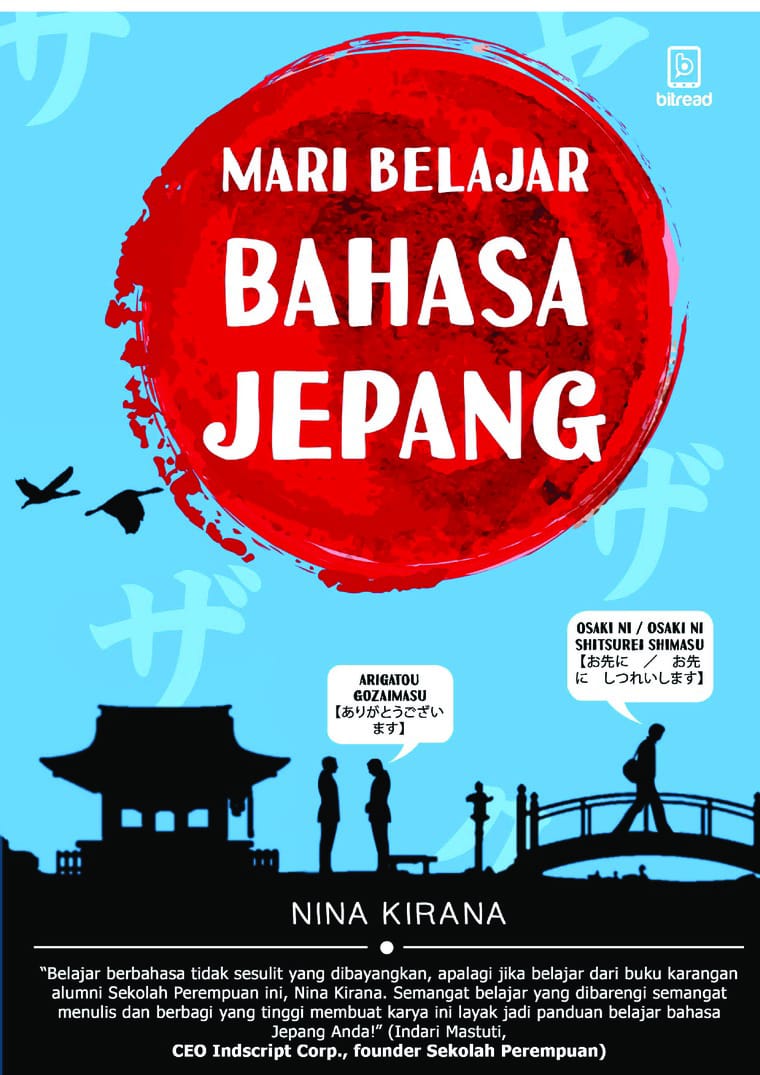 ザ
ヤ
bitread
MARI BELAJAR
BAHASA
JEPANG
ザ
ザ
OSAKI NI / OSAKI NI
SHITSUREI SHIMASU
【お先に ／ お先
に しつれいします】
ARIGATOU
GOZAIMASU
【ありがとうござい
ます】
NINA KIRANA
“Belajar berbahasa tidak sesulit yang dibayangkan, apalagi jika belajar dari buku karangan
alumni Sekolah Perempuan ini, Nina Kirana. Semangat belajar yang dibarengi semangat
menulis dan berbagi yang tinggi membuat karya ini layak jadi panduan belajar bahasa
Jepang Anda!” (Indari Mastuti,
CEO Indscript Corp., founder Sekolah Perempuan)